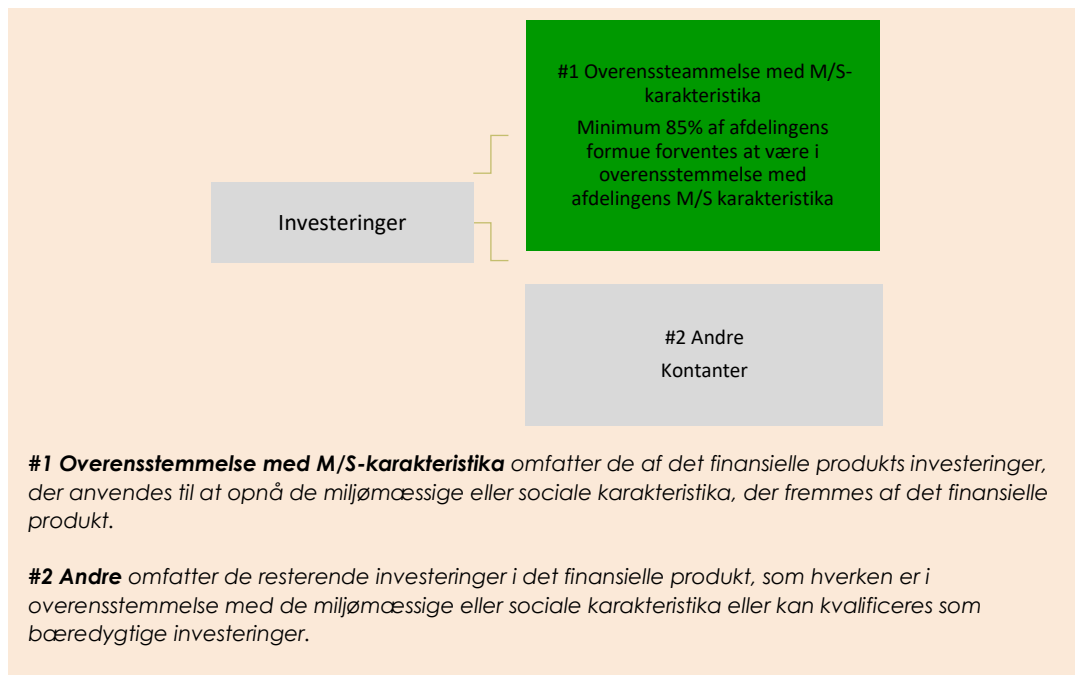 #1 Overenssteammelse med M/S-
karakteristika
Minimum 85% af afdelingens
formue forventes at være i
overensstemmelse med
afdelingens M/S karakteristika
Investeringer
#2 Andre
Kontanter
#1 Overensstemmelse med M/S-karakteristika omfatter de af det finansielle produkts investeringer,
der anvendes til at opnå de miljømæssige eller sociale karakteristika, der fremmes af det finansielle
produkt.
#2 Andre omfatter de resterende investeringer i det finansielle produkt, som hverken er i
overensstemmelse med de miljømæssige eller sociale karakteristika eller kan kvalificeres som
bæredygtige investeringer.